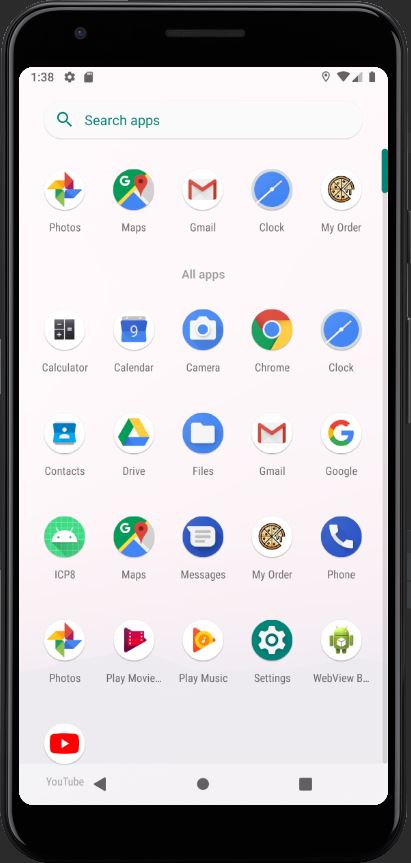 1:38
Search apps
Photos Maps Gmail Clock My Order
All apps
Calculator Calendar Camera Chrome Clock
Contacts Drive Files Gmail Google
ICP8 Maps Messages My Order Phone
Photos Play Movie... Play Music Settings WebView B...
YouTube